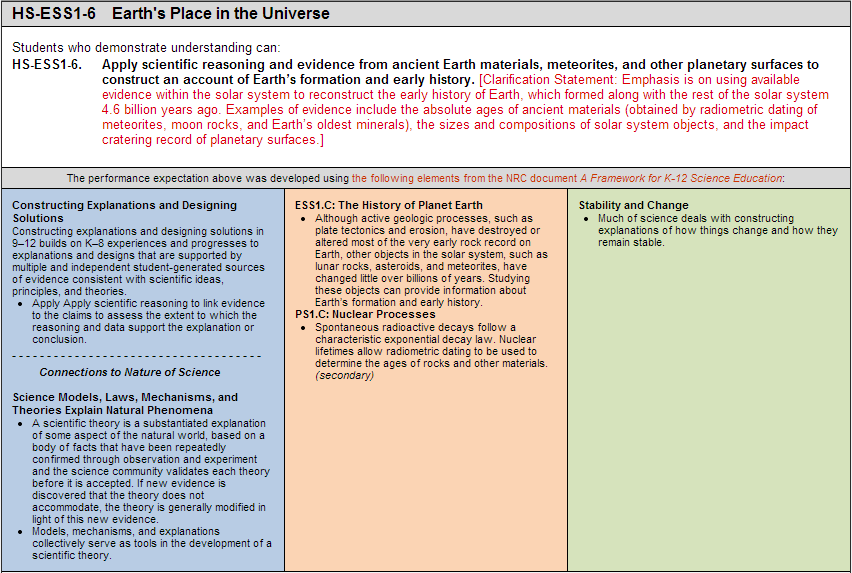 HS-ESS1-6    Earth's Place in the Universe
Students who demonstrate understanding can:
HS-ESS1-6.    Apply scientific reasoning and evidence from ancient Earth materials, meteorites, and other planetary surfaces to
construct an account of Earth's formation and early history. [Clarification Statement: Emphasis is on using available
evidence within the solar system to reconstruct the early history of Earth, which formed along with the rest of the solar system
4.6 billion years ago. Examples of evidence include the absolute ages of ancient materials (obtained by radiometric dating of
meteorites, moon rocks, and Earth's oldest minerals), the sizes and compositions of solar system objects, and the impact
cratering record of planetary surfaces.]
The performance expectation above was developed using the following elements from the NRC document A Framework for K-12 Science Education:
Constructing Explanations and Designing
Solutions
Constructing explanations and designing solutions in
9–12 builds on K–8 experiences and progresses to
explanations and designs that are supported by
multiple and independent student-generated sources
of evidence consistent with scientific ideas,
principles, and theories.
• Apply Apply scientific reasoning to link evidence
to the claims to assess the extent to which the
reasoning and data support the explanation or
conclusion.
- - - - - - - - - - - - - - - - - - - - - - - - - - - - - - - - - -
Connections to Nature of Science
Science Models, Laws, Mechanisms, and
Theories Explain Natural Phenomena
• A scientific theory is a substantiated explanation
of some aspect of the natural world, based on a
body of facts that have been repeatedly
confirmed through observation and experiment
and the science community validates each theory
before it is accepted. If new evidence is
discovered that the theory does not
accommodate, the theory is generally modified in
light of this new evidence.
• Models, mechanisms, and explanations
collectively serve as tools in the development of a
scientific theory.
ESS1.C: The History of Planet Earth
• Although active geologic processes, such as
plate tectonics and erosion, have destroyed or
altered most of the very early rock record on
Earth, other objects in the solar system, such as
lunar rocks, asteroids, and meteorites, have
changed little over billions of years. Studying
these objects can provide information about
Earth's formation and early history.
PS1.C: Nuclear Processes
• Spontaneous radioactive decays follow a
characteristic exponential decay law. Nuclear
lifetimes allow radiometric dating to be used to
determine the ages of rocks and other materials.
(secondary)
Stability and Change
• Much of science deals with constructing
explanations of how things change and how they
remain stable.